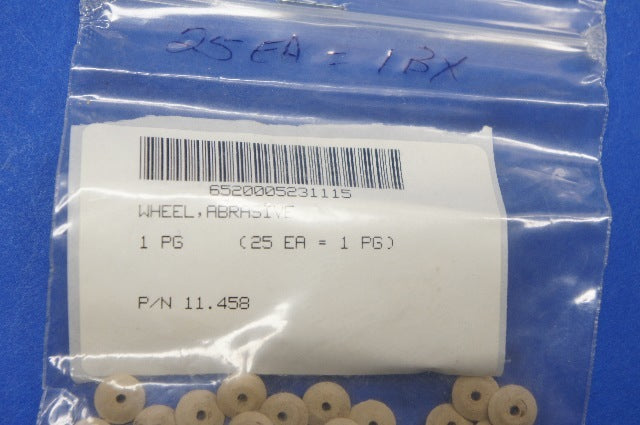 25 EA = 1 BX
6520005231115
WHEEL,ABRASIVE
1 PG (25 EA = 1 PG)
P/N 11.458